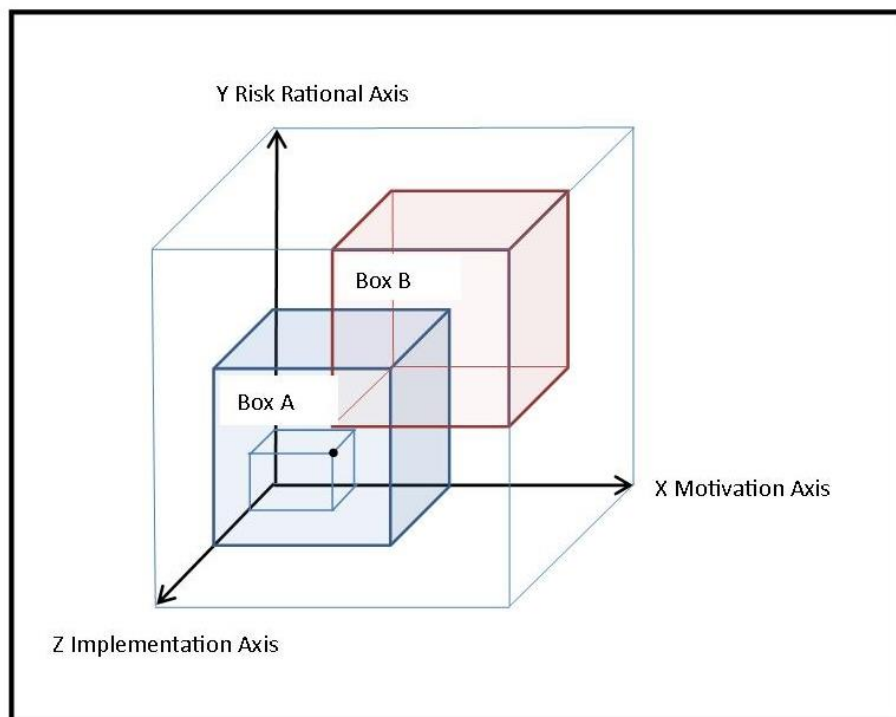 Y Risk Rational Axis
Box B
Box A
X Motivation Axis
Z Implementation Axis